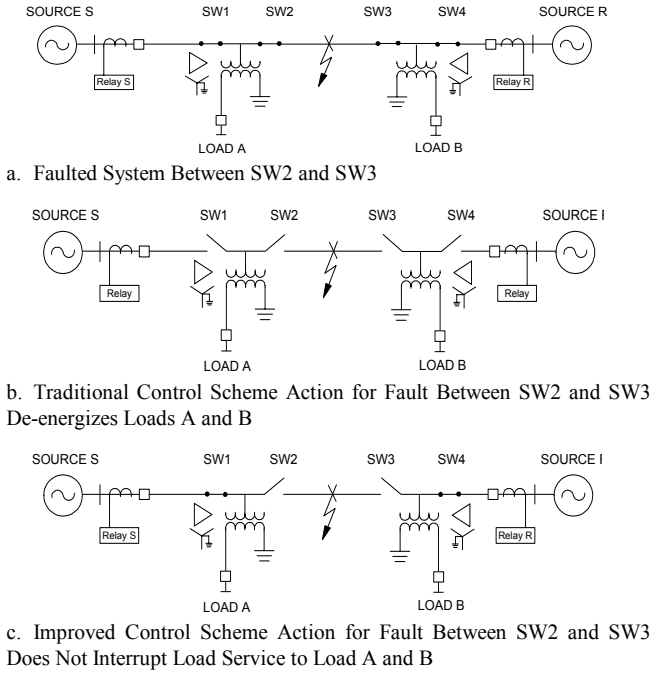 SOURCE S SW1 SW2 SW3 SW4 SOURCE R
Relay S Relay R
LOAD A LOAD B
a. Faulted System Between SW2 and SW3
SOURCE S SW1 SW2 SW3 SW4 SOURCE I
Relay Relay
LOAD A LOAD B
b. Traditional Control Scheme Action for Fault Between SW2 and SW3
De-energizes Loads A and B
SOURCE S SW1 SW2 SW3 SW4 SOURCE I
Relay S Relay R
LOAD A LOAD B
c. Improved Control Scheme Action for Fault Between SW2 and SW3
Does Not Interrupt Load Service to Load A and B